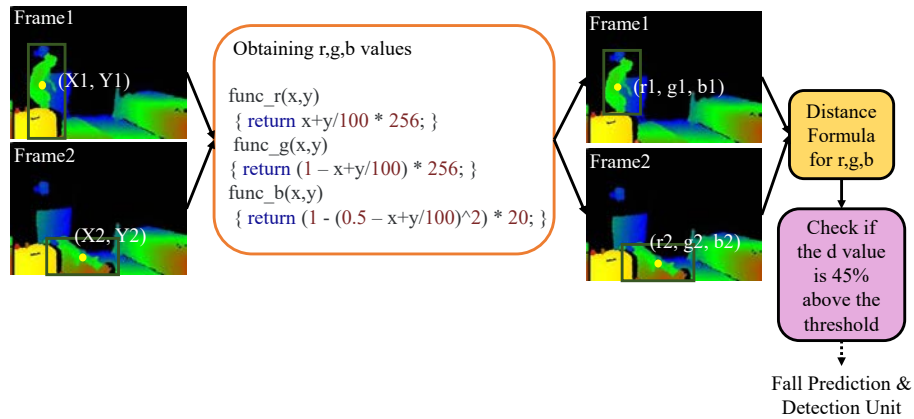 Frame1
(X1, Y1)
Frame2
(X2, Y2)
Obtaining r,g,b values
func_r(x,y)
{ return x+y/100 * 256; }
func_g(x,y)
{ return (1 – x+y/100) * 256; }
func_b(x,y)
{ return (1 - (0.5 – x+y/100)^2) * 20; }
Frame1
(r1, g1, b1)
Frame2
(r2, g2, b2)
Distance
Formula
for r,g,b
Check if
the d value
is 45%
above the
threshold
Fall Prediction &
Detection Unit